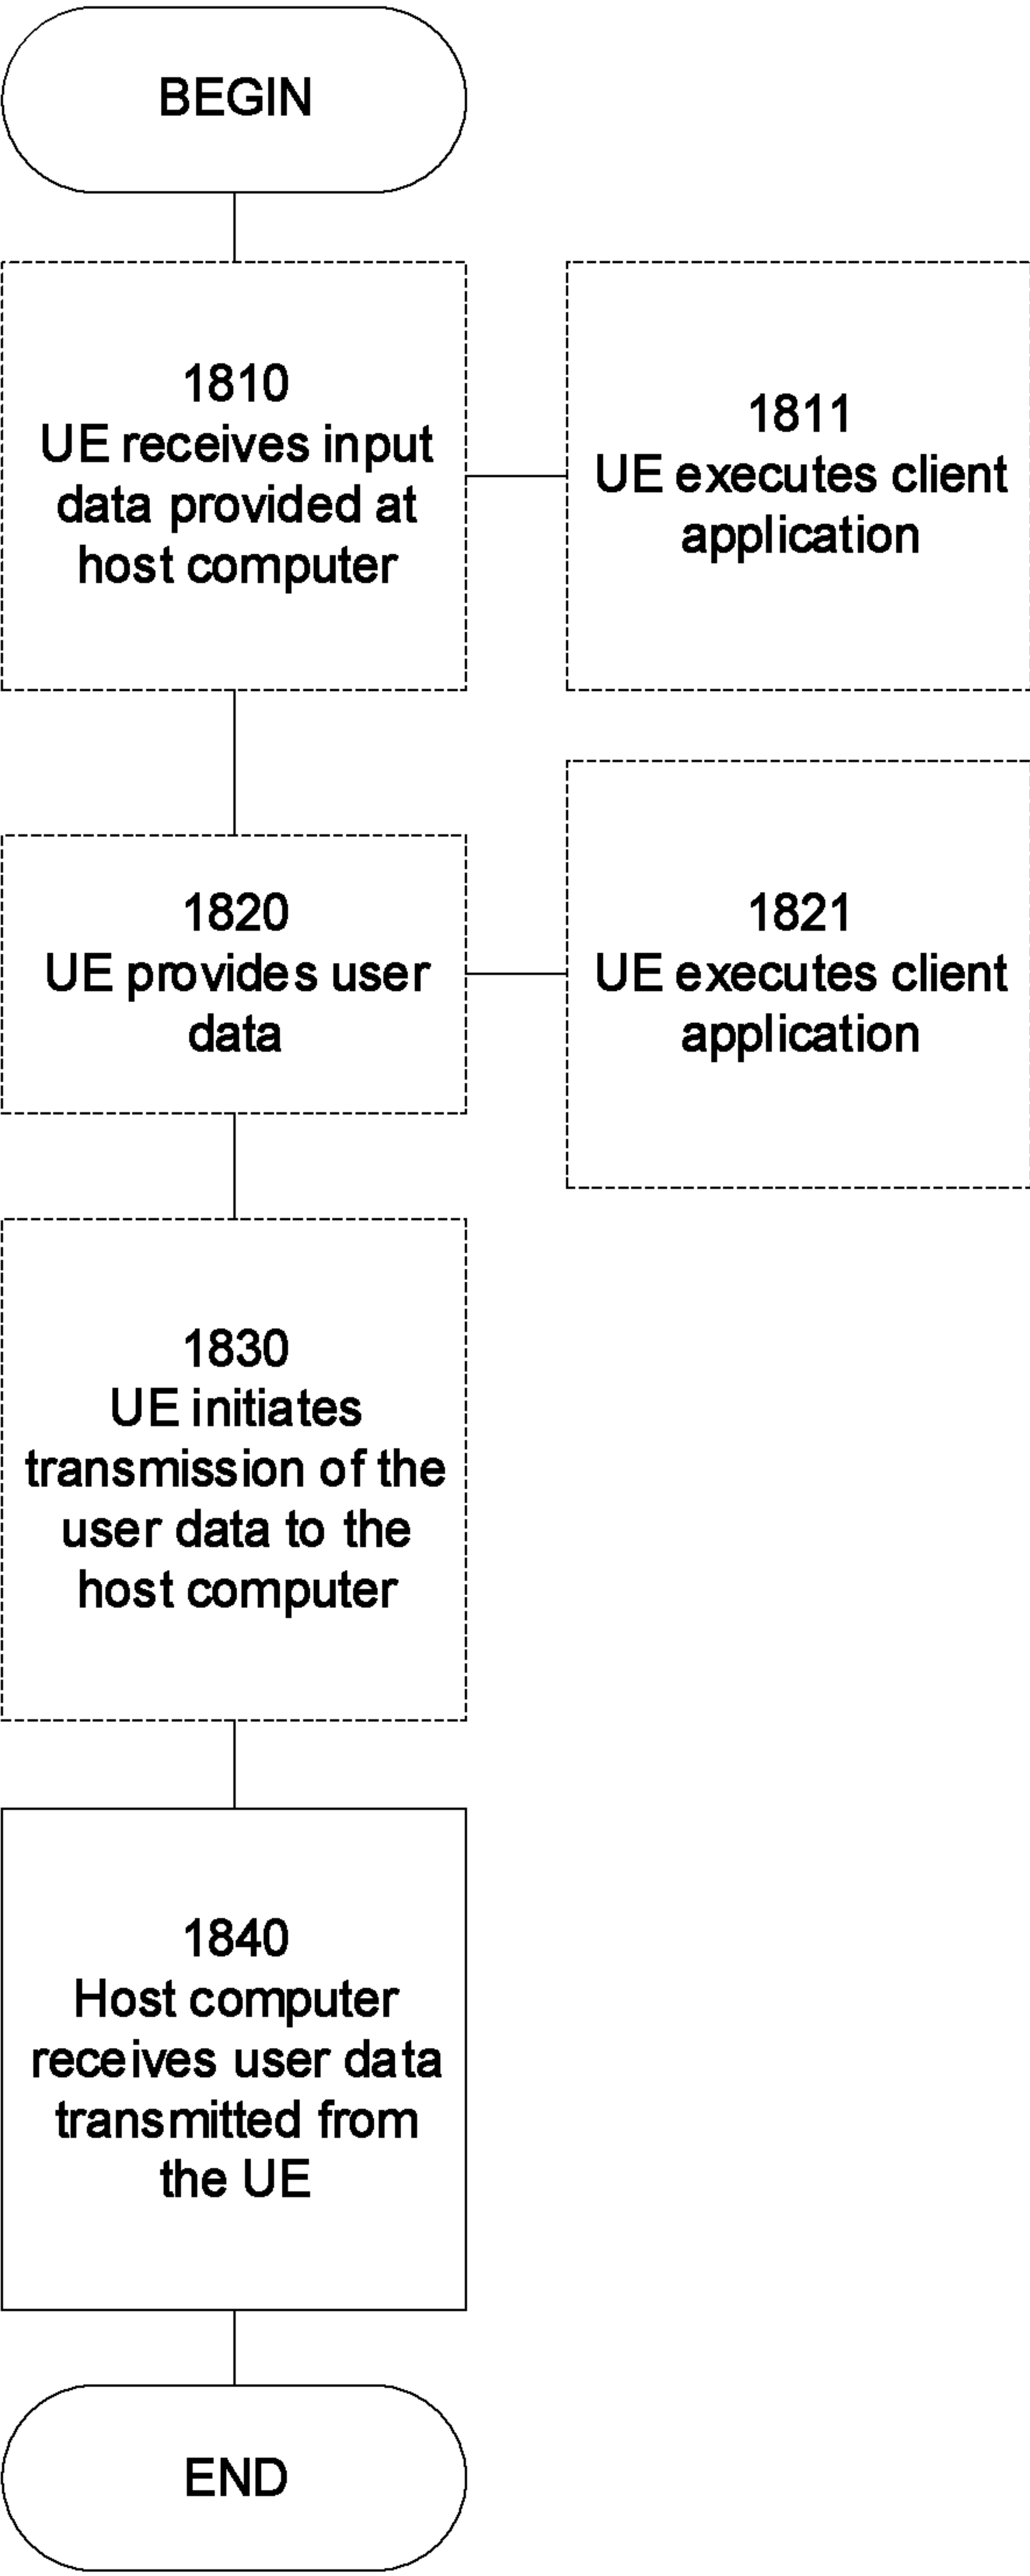 BEGIN
1810
UE receives input
data provided at
host computer
1811
UE executes client
application
1820
UE provides user
data
1821
UE executes client
application
1830
UE initiates
transmission of the
user data to the
host computer
1840
Host computer
receives user data
transmitted from
the UE
END